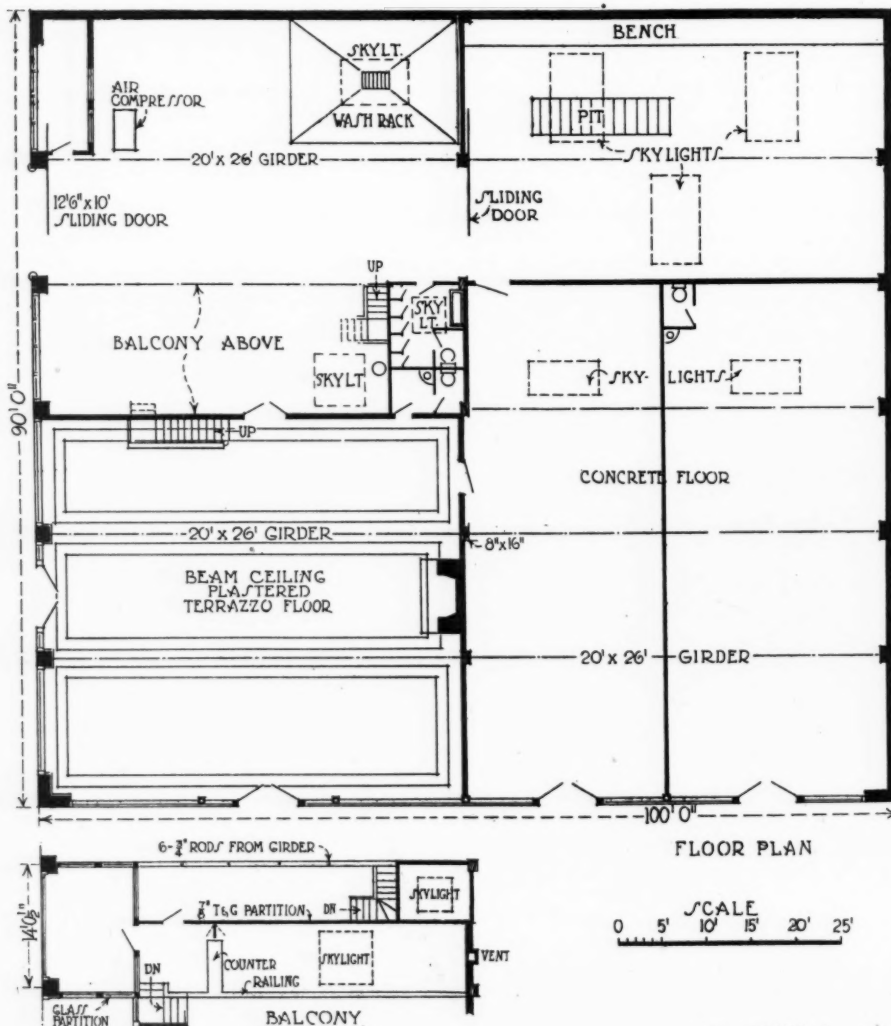 SKYLT.
BENCH
AIR
COMPRESSOR
WASH RACK
PIT
20' x 26' GIRDER
SKYLIGHTS
12'6" x 10'
SLIDING DOOR
SLIDING
DOOR
UP
SKY
LT.
BALCONY ABOVE
SKYLT
SKY- LIGHTS
90' 0"
UP
CONCRETE FLOOR
20' x 26' GIRDER
8" x 16"
BEAM CEILING
PLASTERED
TERRAZZO FLOOR
20' x 26' GIRDER
100' 0"
6-3/4" RODS FROM GIRDER
FLOOR PLAN
SKYLIGHT
7/8" T&G PARTITION
DN
14'0 1/2"
SCALE
0 5' 10' 15' 20' 25'
DN
COUNTER
SKYLIGHT
VENT
RAILING
GLASS
PARTITION
BALCONY